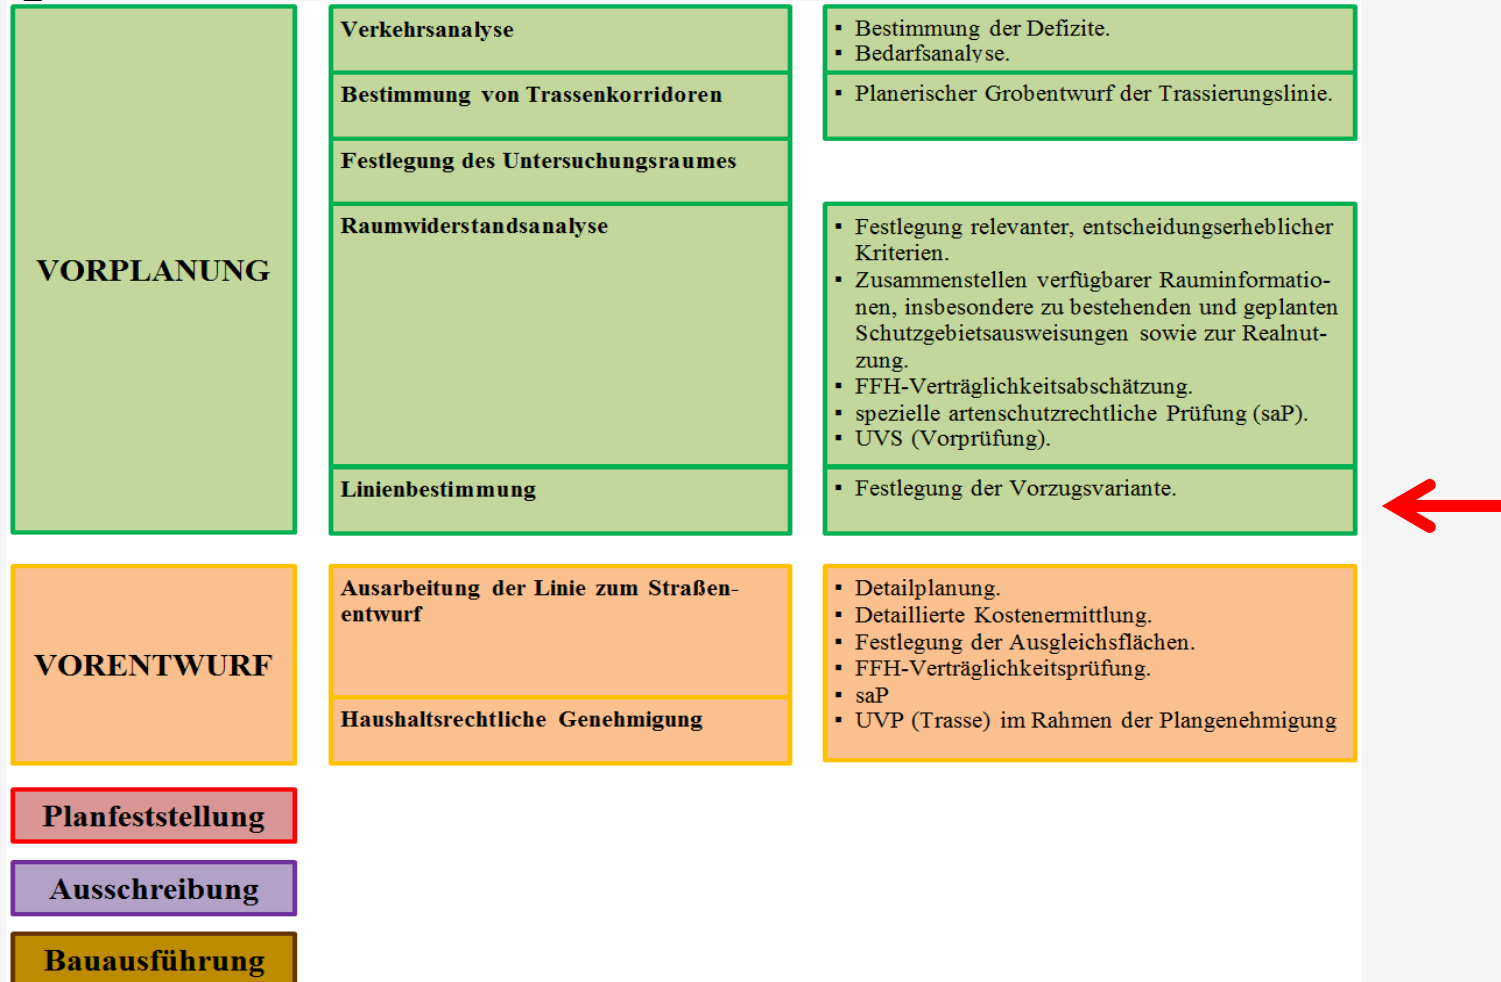 VORPLANUNG
Verkehrsanalyse
▪ Bestimmung der Defizite.
▪ Bedarfsanalyse.
Bestimmung von Trassenkorridoren
▪ Planerischer Grobentwurf der Trassierungslinie.
Festlegung des Untersuchungsraumes
Raumwiderstandsanalyse
▪ Festlegung relevanter, entscheidungserheblicher
Kriterien.
▪ Zusammenstellen verfügbarer Rauminformatio-
nen, insbesondere zu bestehenden und geplanten
Schutzgebietsausweisungen sowie zur Realnut-
zung.
▪ FFH-Verträglichkeitsabschätzung.
▪ spezielle artenschutzrechtliche Prüfung (saP).
▪ UVS (Vorprüfung).
Linienbestimmung
▪ Festlegung der Vorzugsvariante.
VORENTWURF
Ausarbeitung der Linie zum Straßen-
entwurf
Haushaltsrechtliche Genehmigung
▪ Detailplanung.
▪ Detaillierte Kostenermittlung.
▪ Festlegung der Ausgleichsflächen.
▪ FFH-Verträglichkeitsprüfung.
▪ saP
▪ UVP (Trasse) im Rahmen der Plangenehmigung
Planfeststellung
Ausschreibung
Bauausführung